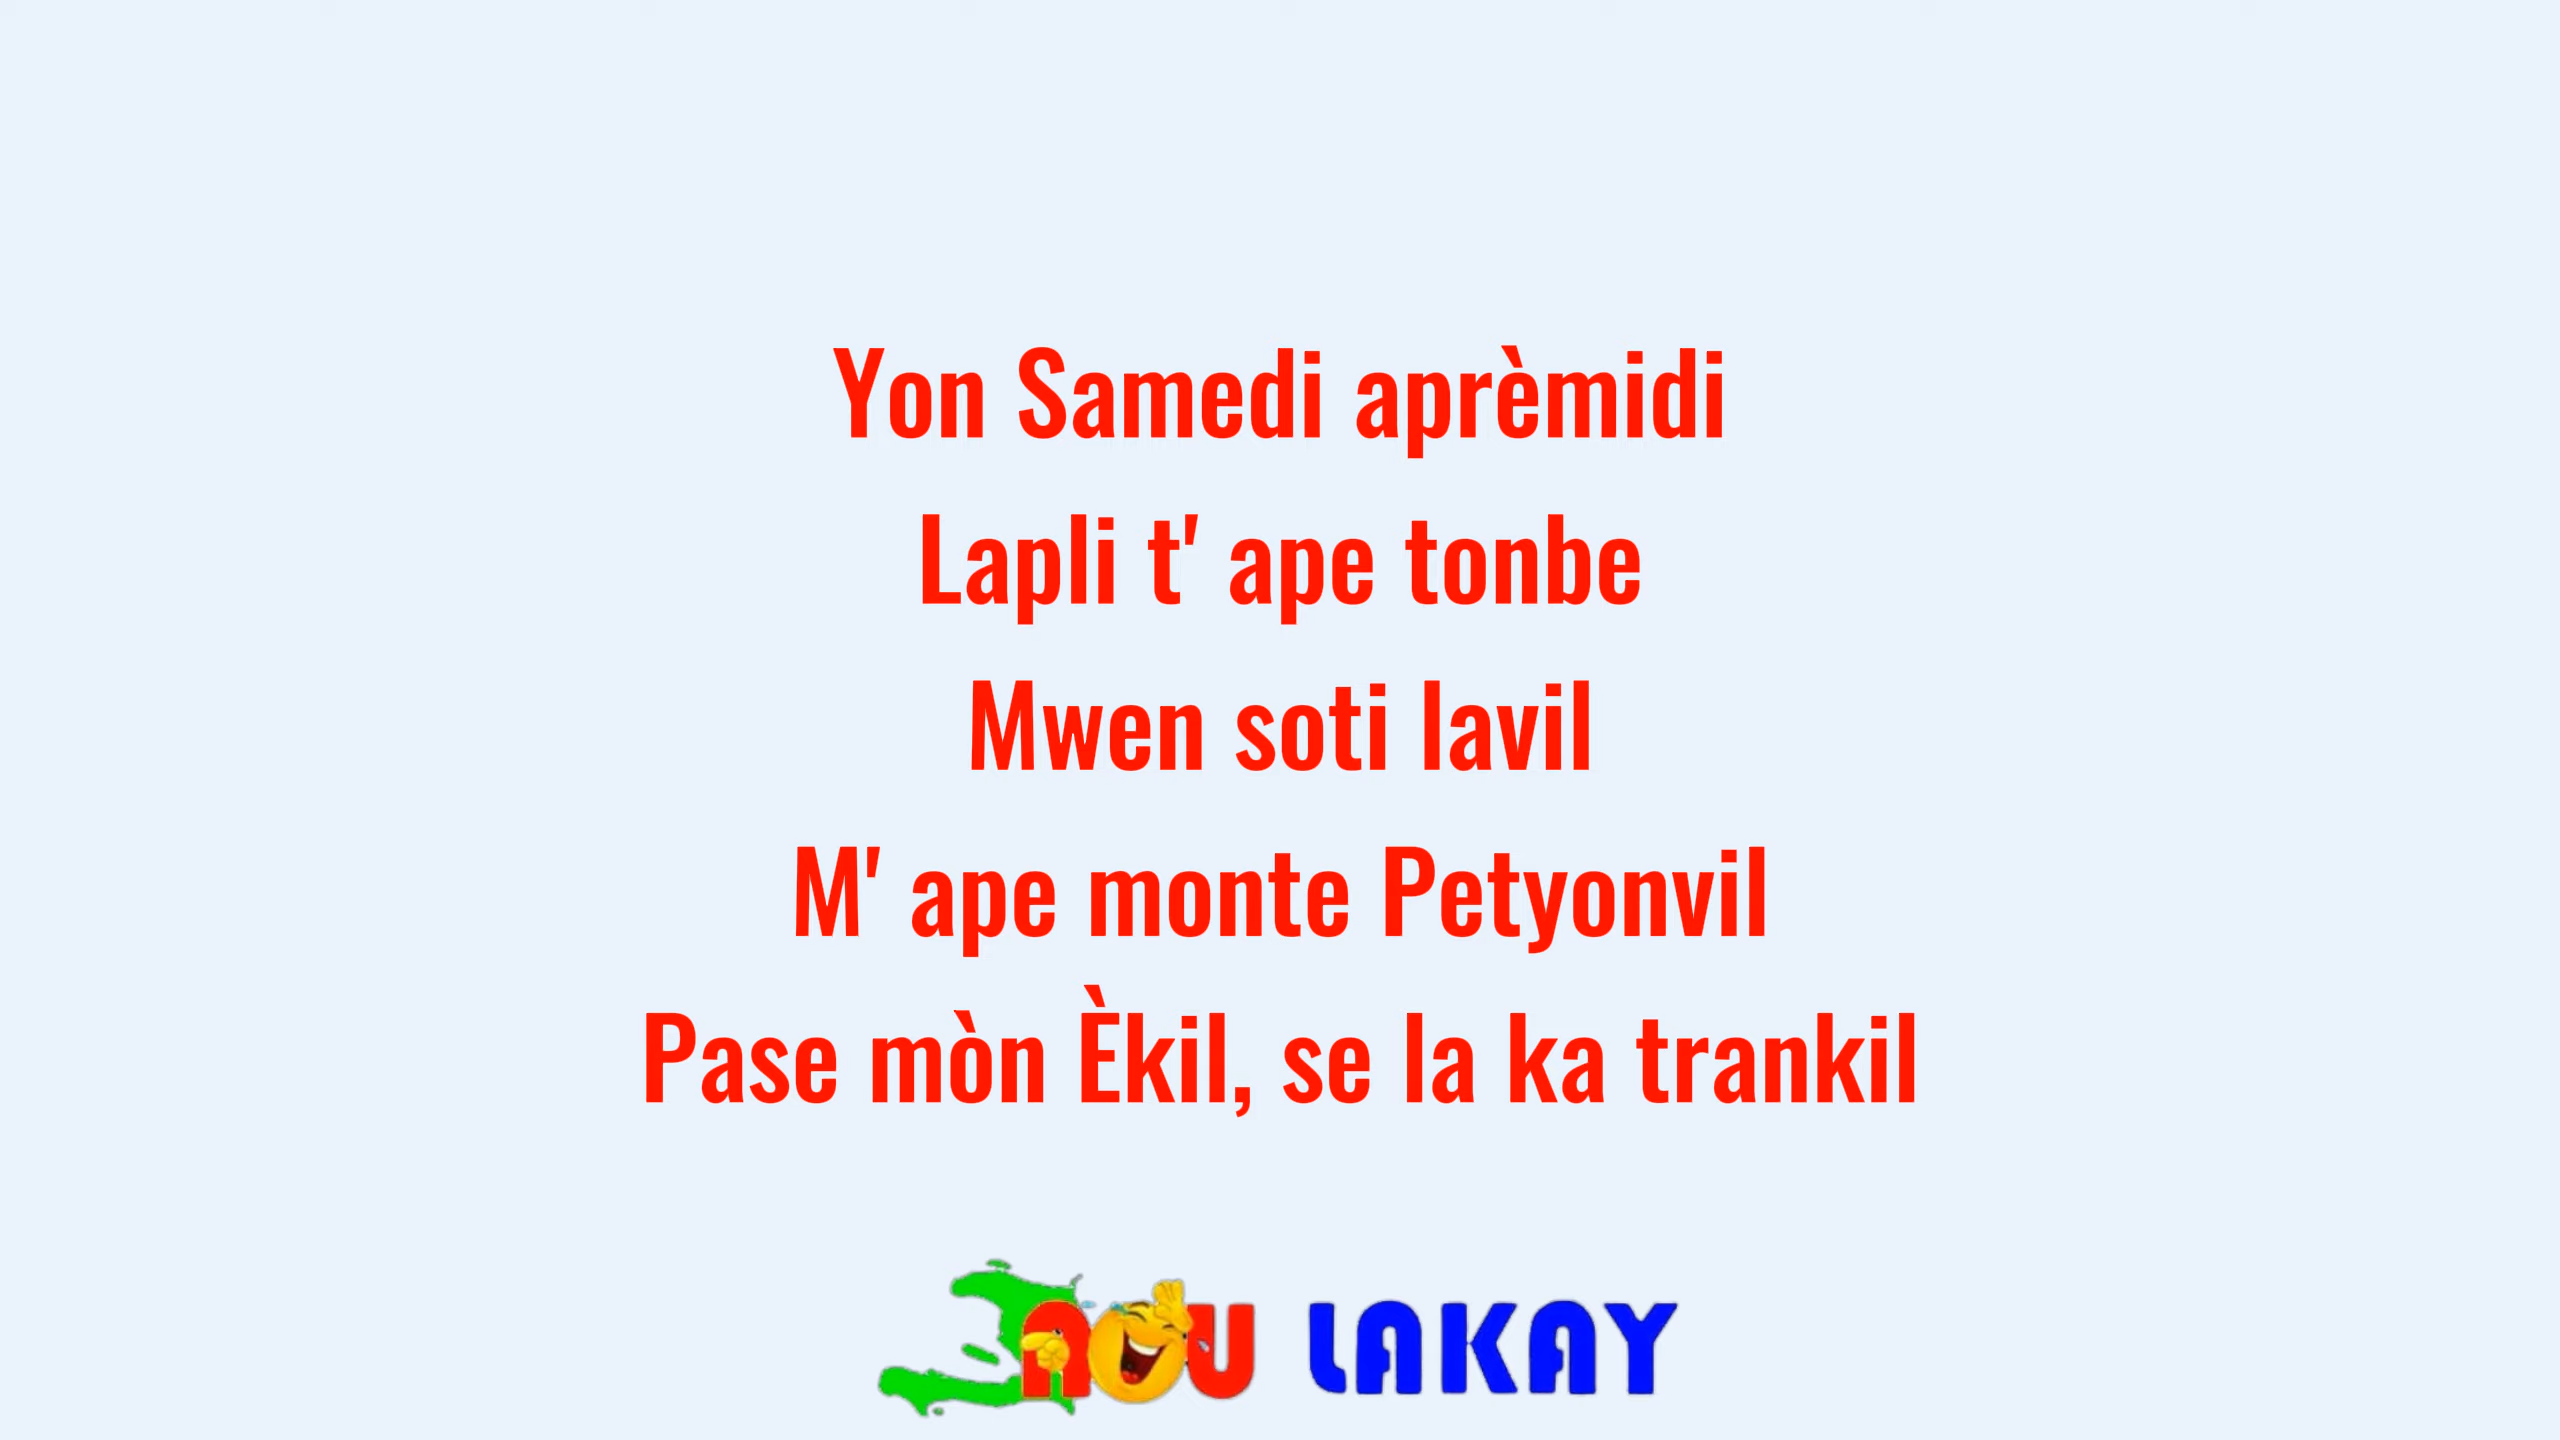 Yon Samedi aprèmidi
Lapli t' ape tonbe
Mwen soti lavil
M' ape monte Petyonvil
Pase mòn Èkil, se la ka trankil
NOU LAKAY